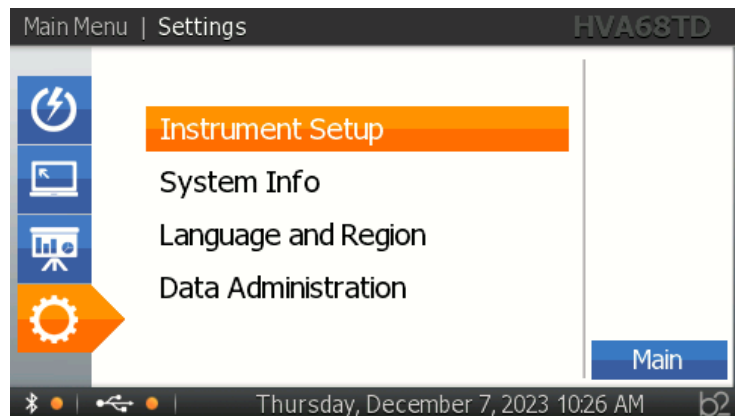 Main Menu | Settings
HVA68TD
Instrument Setup
System Info
Language and Region
Data Administration
Main
Thursday, December 7, 2023 10:26 AM
b2